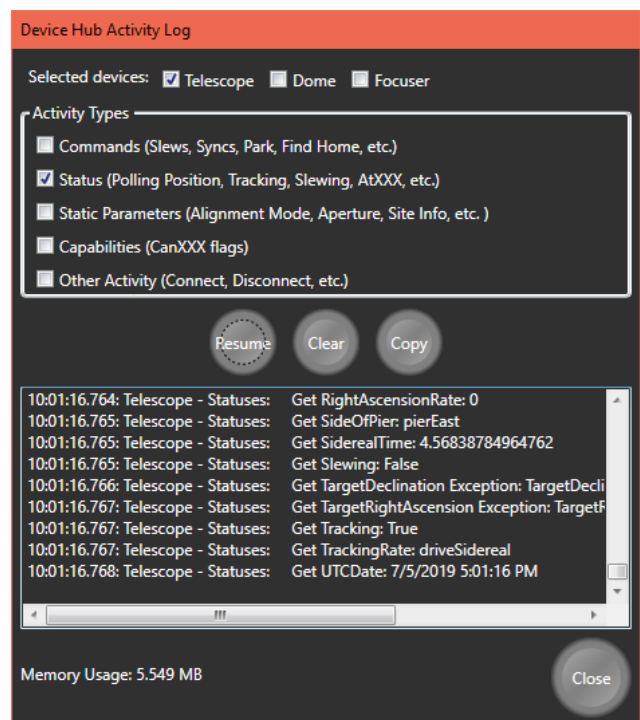 Device Hub Activity Log
Selected devices: Telescope Dome Focuser
Activity Types
Commands (Slews, Syncs, Park, Find Home, etc.)
Status (Polling Position, Tracking, Slewing, AtXXX, etc.)
Static Parameters (Alignment Mode, Aperture, Site Info, etc. )
Capabilities (CanXXX flags)
Other Activity (Connect, Disconnect, etc.)
Resume Clear Copy
10:01:16.764: Telescope - Statuses: Get RightAscensionRate: 0
10:01:16.765: Telescope - Statuses: Get SideOfPier: pierEast
10:01:16.765: Telescope - Statuses: Get SiderealTime: 4.56838784964762
10:01:16.765: Telescope - Statuses: Get Slewing: False
10:01:16.766: Telescope - Statuses: Get TargetDeclination Exception: TargetDecli
10:01:16.767: Telescope - Statuses: Get TargetRightAscension Exception: TargetR
10:01:16.767: Telescope - Statuses: Get Tracking: True
10:01:16.767: Telescope - Statuses: Get TrackingRate: driveSidereal
10:01:16.768: Telescope - Statuses: Get UTCDate: 7/5/2019 5:01:16 PM
Memory Usage: 5.549 MB
Close